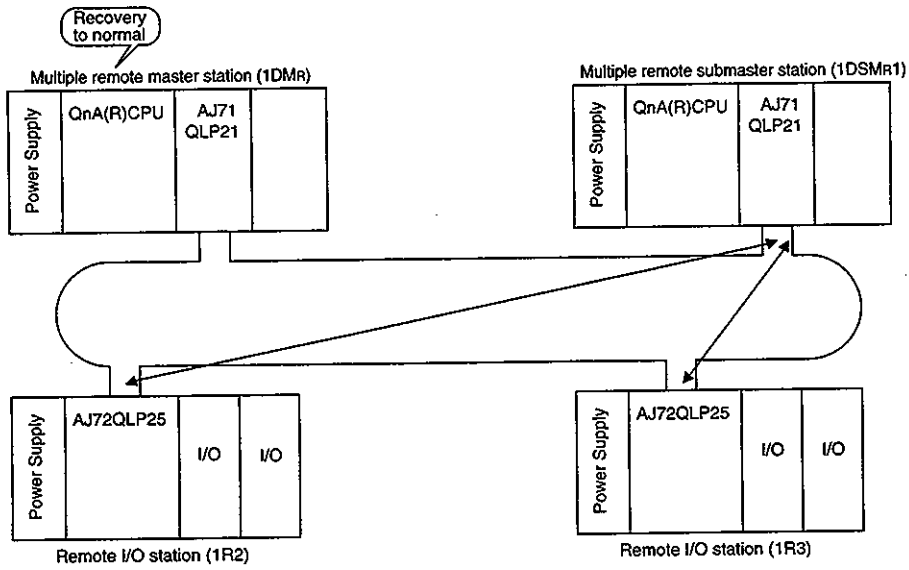 Recovery
to normal
Multiple remote master station (1DMR)
Multiple remote submaster station (1DSMR1)
Power Supply
QnA(R)CPU
AJ71
QLP21
Power Supply
QnA(R)CPU
AJ71
QLP21
Power Supply
AJ72QLP25
I/O
I/O
Power Supply
AJ72QLP25
I/O
I/O
Remote I/O station (1R2)
Remote I/O station (1R3)